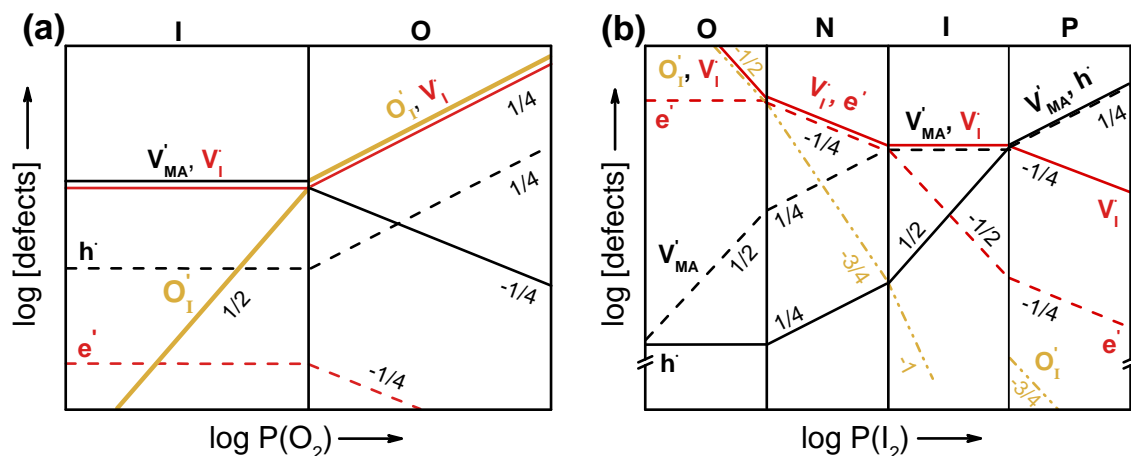 (a)
I O
O'I, V·I
1/4
V'MA, V·I
1/4
h·
O'I
1/2
-1/4
e'
-1/4
log [defects]
log P(O2)
(b)
O N I P
-1/2
O'I, V·I
V·I, e'
V'MA, h·
e'
-1/4
V'MA, V·I
1/4
-1/4
1/4
V·I
V'MA
1/2
1/2
-1/2
-3/4
1/4
-1/4
e'
h·
-1
O'I
-3/4
log [defects]
log P(I2)